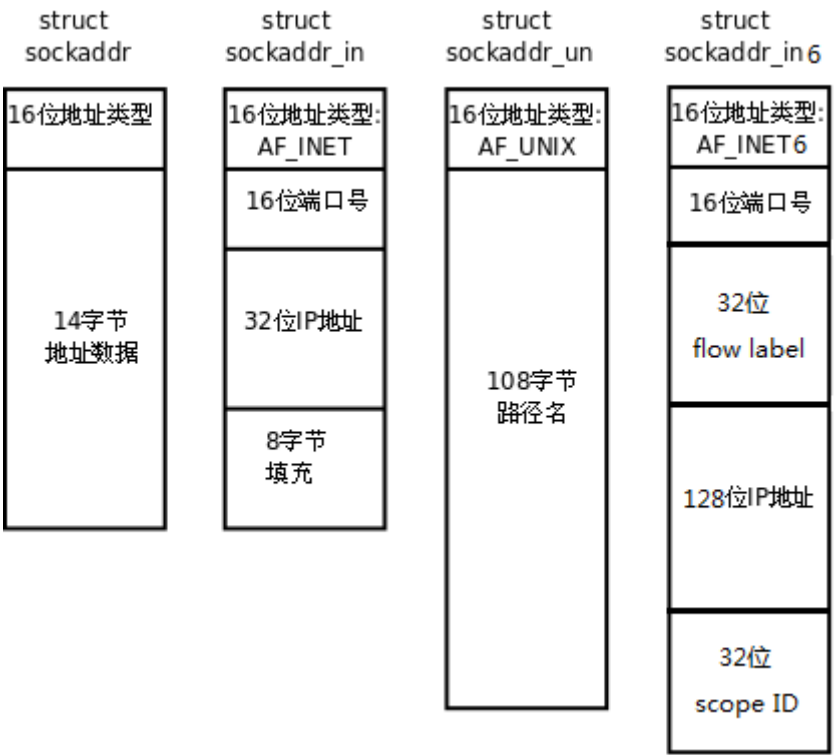 struct
sockaddr
16位地址类型
14字节
地址数据
struct
sockaddr_in
16位地址类型:
AF_INET
16位端口号
32位IP地址
8字节
填充
struct
sockaddr_un
16位地址类型:
AF_UNIX
108字节
路径名
struct
sockaddr_in6
16位地址类型:
AF_INET6
16位端口号
32位
flow label
128位IP地址
32位
scope ID